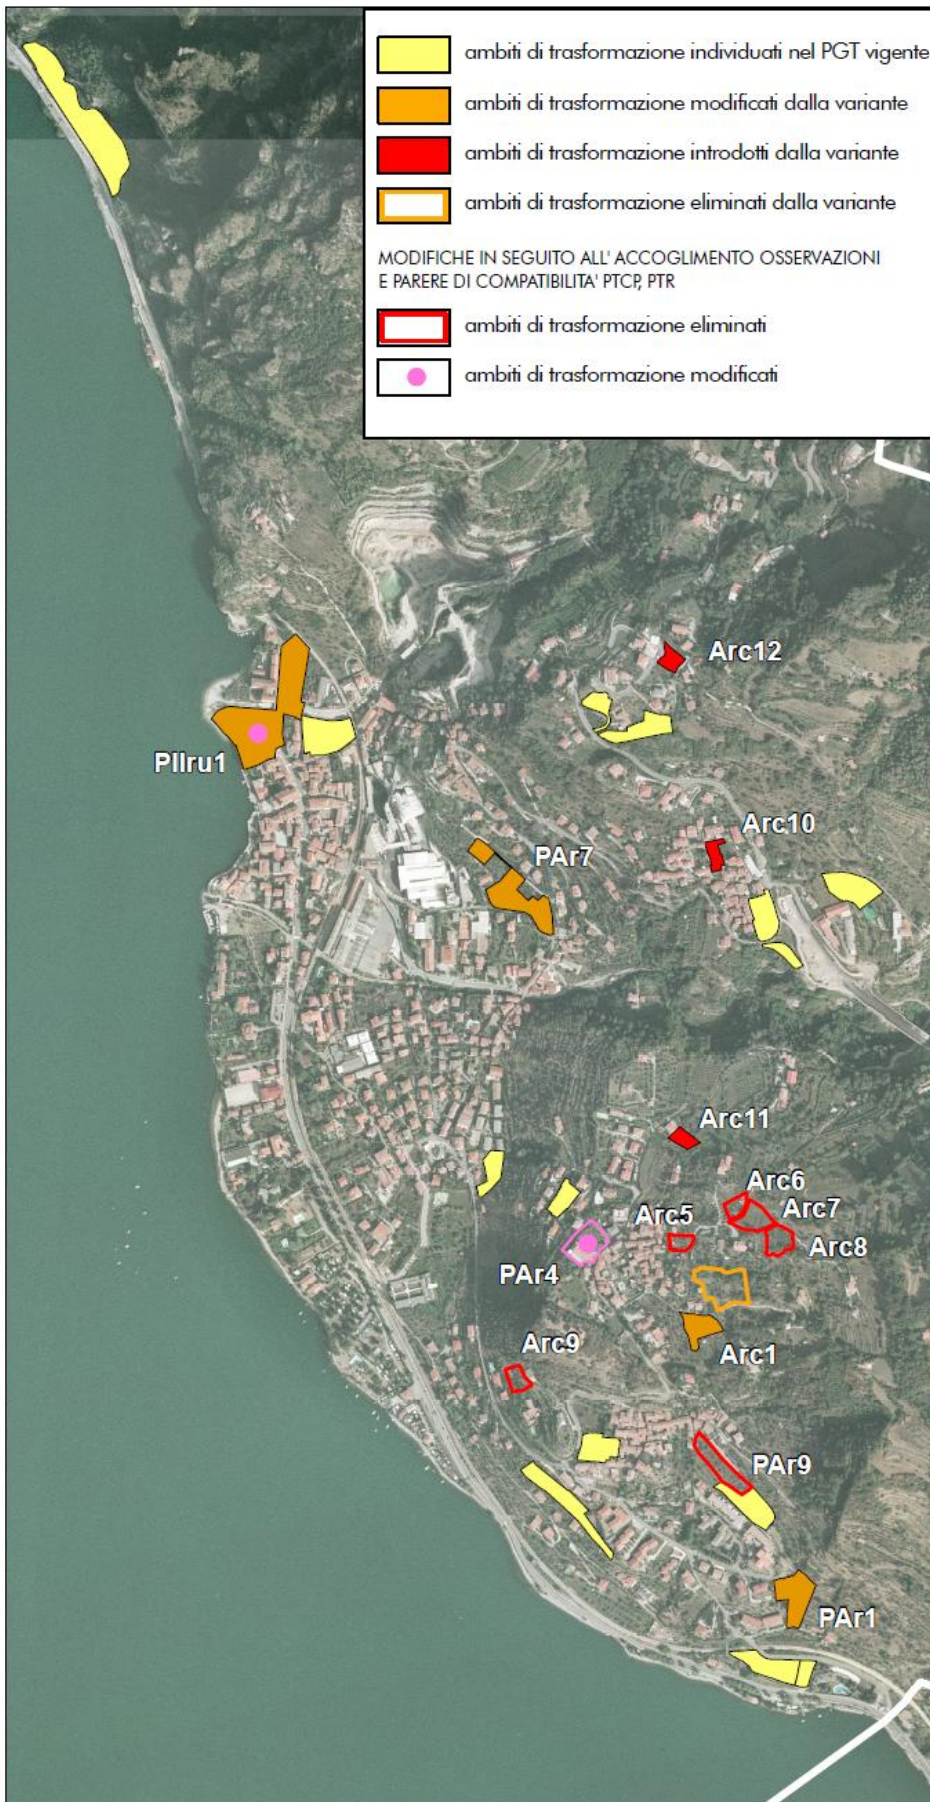 ambiti di trasformazione individuati nel PGT vigente
ambiti di trasformazione modificati dalla variante
ambiti di trasformazione introdotti dalla variante
ambiti di trasformazione eliminati dalla variante
MODIFICHE IN SEGUITO ALL' ACCOGLIMENTO OSSERVAZIONI
E PARERE DI COMPATIBILITA' PTCP, PTR
ambiti di trasformazione eliminati
ambiti di trasformazione modificati
Arc12
PIIru1
Arc10
PAr7
Arc11
Arc6
Arc7
Arc5
Arc8
PAr4
Arc9
Arc1
PAr9
PAr1